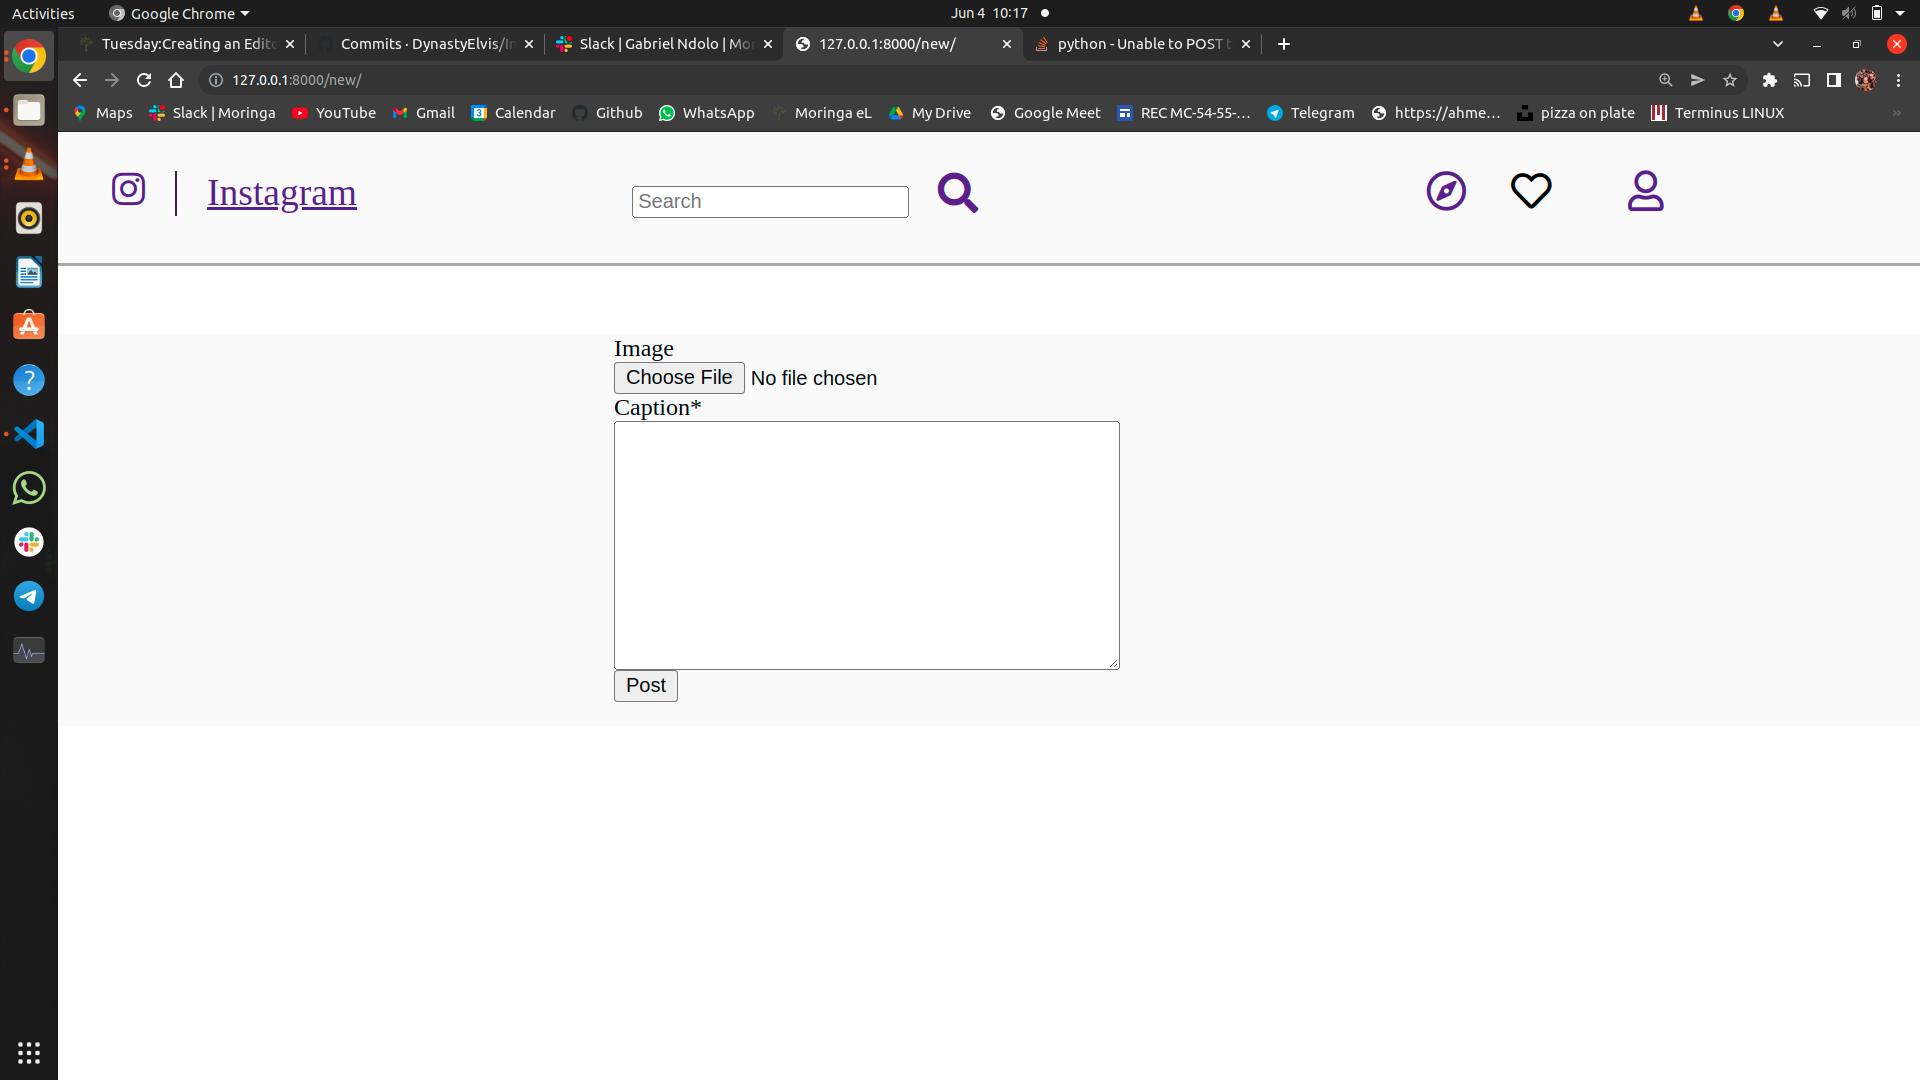 Activities
Google Chrome
Jun 4 10:17
Tuesday:Creating an Edito
Commits · DynastyElvis/In
Slack | Gabriel Ndolo | Mor
127.0.0.1:8000/new/
python - Unable to POST t
127.0.0.1:8000/new/
Maps
Slack | Moringa
YouTube
Gmail
Calendar
Github
WhatsApp
Moringa eL
My Drive
Google Meet
REC MC-54-55-...
Telegram
https://ahme...
pizza on plate
Terminus LINUX
»
Instagram
Search
Image
Choose File No file chosen
Caption*
Post